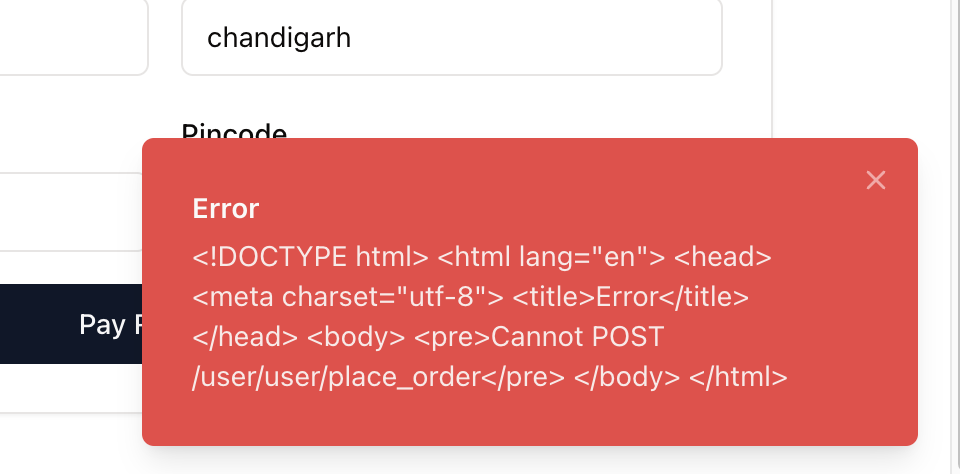 chandigarh
Pincode
Error
<!DOCTYPE html> <html lang="en"> <head>
<meta charset="utf-8"> <title>Error</title>
</head> <body> <pre>Cannot POST
/user/user/place_order</pre> </body> </html>
Pay